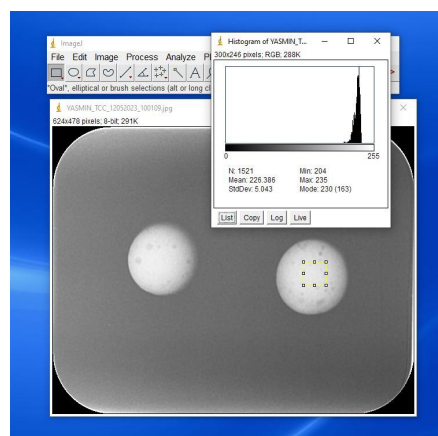 ImageJ
File Edit Image Process Analyze
"Oval", elliptical or brush selections (alt or long cl
YASMIN_TCC_12052023_100109.jpg
624x478 pixels; 8-bit; 291K
Histogram of YASMIN_T...
300x246 pixels; RGB; 288K
0 255
N: 1521 Min: 204
Mean: 226.386 Max: 235
StdDev: 5.043 Mode: 230 (163)
List Copy Log Live